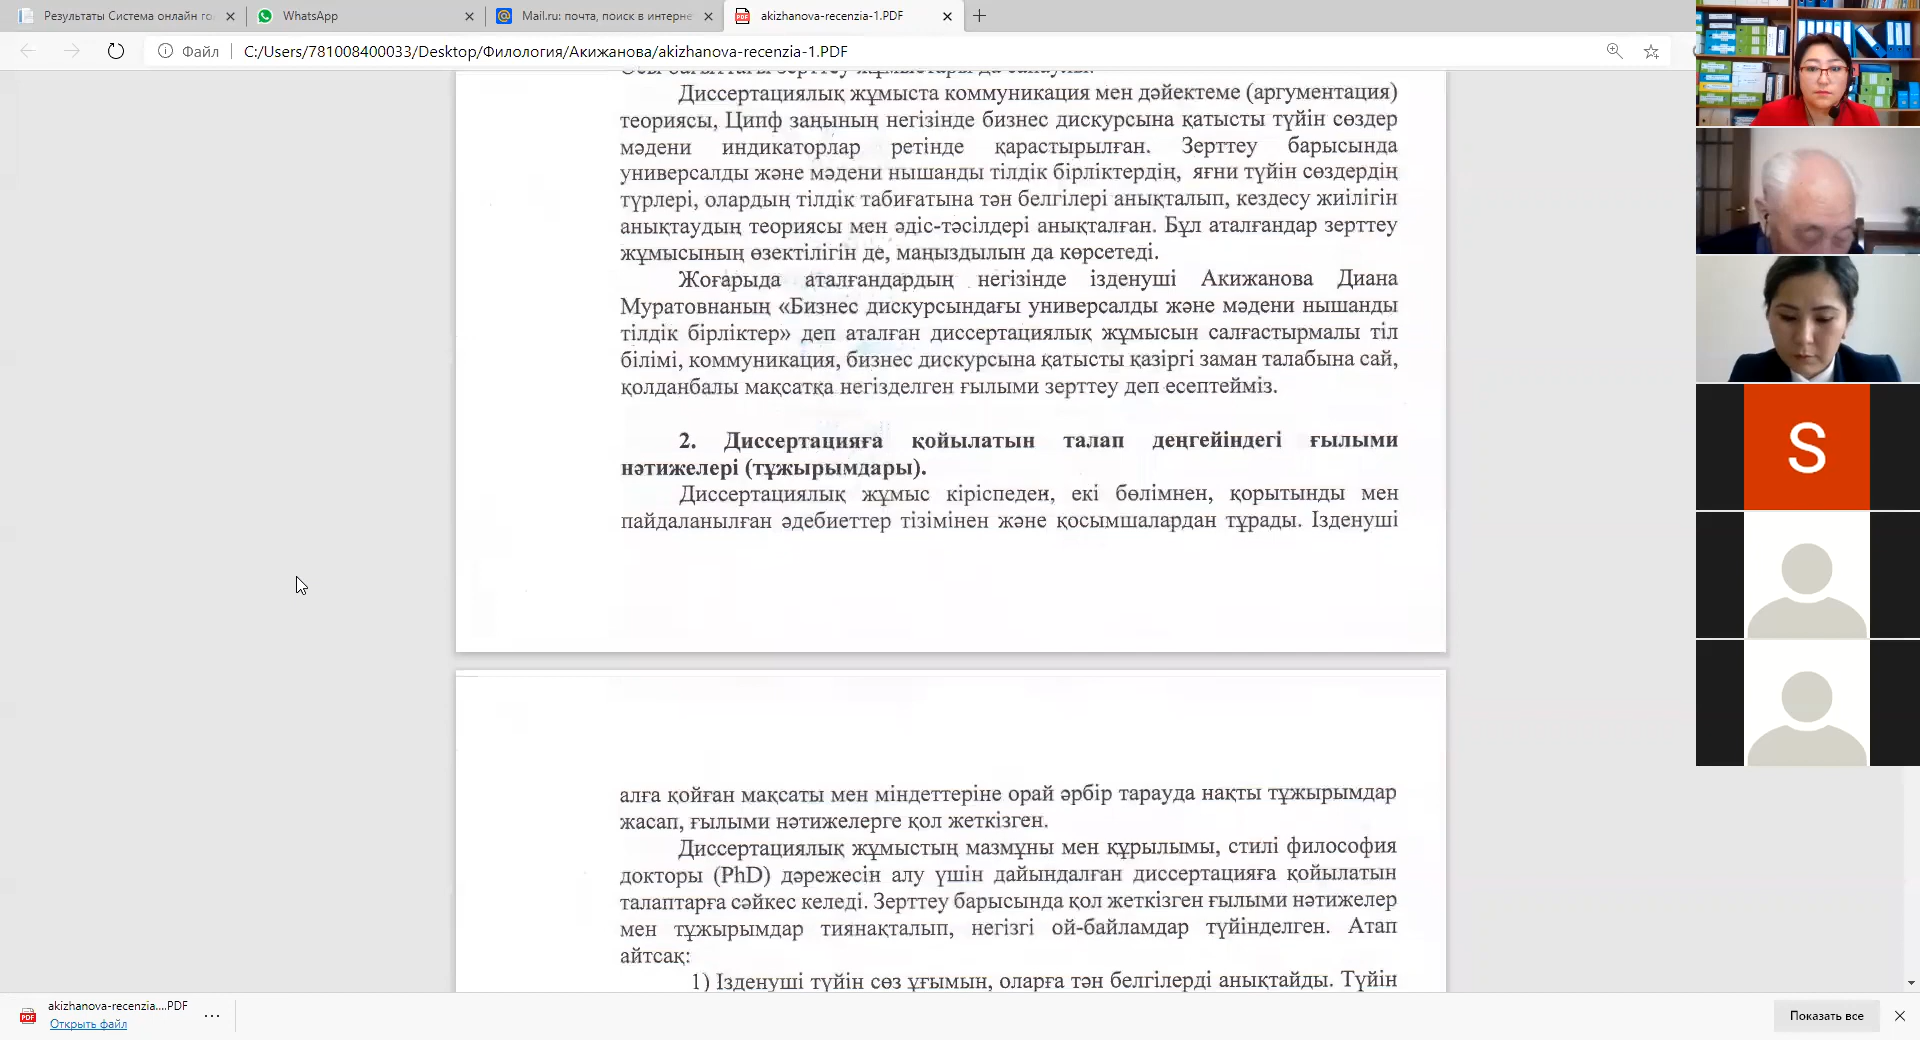 Результаты Система онлайн го
WhatsApp
Mail.ru: почта, поиск в интерне
akizhanova-recenzia-1.PDF
Файл
C:/Users/781008400033/Desktop/Филология/Акижанова/akizhanova-recenzia-1.PDF
Диссертациялық жұмыста коммуникация мен дәйектеме (аргументация)
теориясы, Ципф заңының негізінде бизнес дискурсына қатысты түйін сөздер
мәдени индикаторлар ретінде қарастырылған. Зерттеу барысында
универсалды және мәдени нышанды тілдік бірліктердің, яғни түйін сөздердің
түрлері, олардың тілдік табиғатына тән белгілері анықталып, кездесу жиілігін
анықтаудың теориясы мен әдіс-тәсілдері анықталған. Бұл аталғандар зерттеу
жұмысының өзектілігін де, маңыздылын да көрсетеді.
Жоғарыда аталғандардың негізінде ізденуші Акижанова Диана
Муратовнаның «Бизнес дискурсындағы универсалды және мәдени нышанды
тілдік бірліктер» деп аталған диссертациялық жұмысын салғастырмалы тіл
білімі, коммуникация, бизнес дискурсына қатысты қазіргі заман талабына сай,
қолданбалы мақсатқа негізделген ғылыми зерттеу деп есептейміз.
2. Диссертацияға қойылатын талап деңгейіндегі ғылыми
нәтижелері (тұжырымдары).
Диссертациялық жұмыс кіріспеден, екі бөлімнен, қорытынды мен
пайдаланылған әдебиеттер тізімінен және қосымшалардан тұрады. Ізденуші
алға қойған мақсаты мен міндеттеріне орай әрбір тарауда нақты тұжырымдар
жасап, ғылыми нәтижелерге қол жеткізген.
Диссертациялық жұмыстың мазмұны мен құрылымы, стилі философия
докторы (PhD) дәрежесін алу үшін дайындалған диссертацияға қойылатын
талаптарға сәйкес келеді. Зерттеу барысында қол жеткізген ғылыми нәтижелер
мен тұжырымдар тиянақталып, негізгі ой-байламдар түйінделген. Атап
айтсақ:
1) Ізденуші түйін сөз ұғымын, оларға тән белгілерді анықтайды. Түйін
S
akizhanova-recenzia....PDF
Открыть файл
Показать все